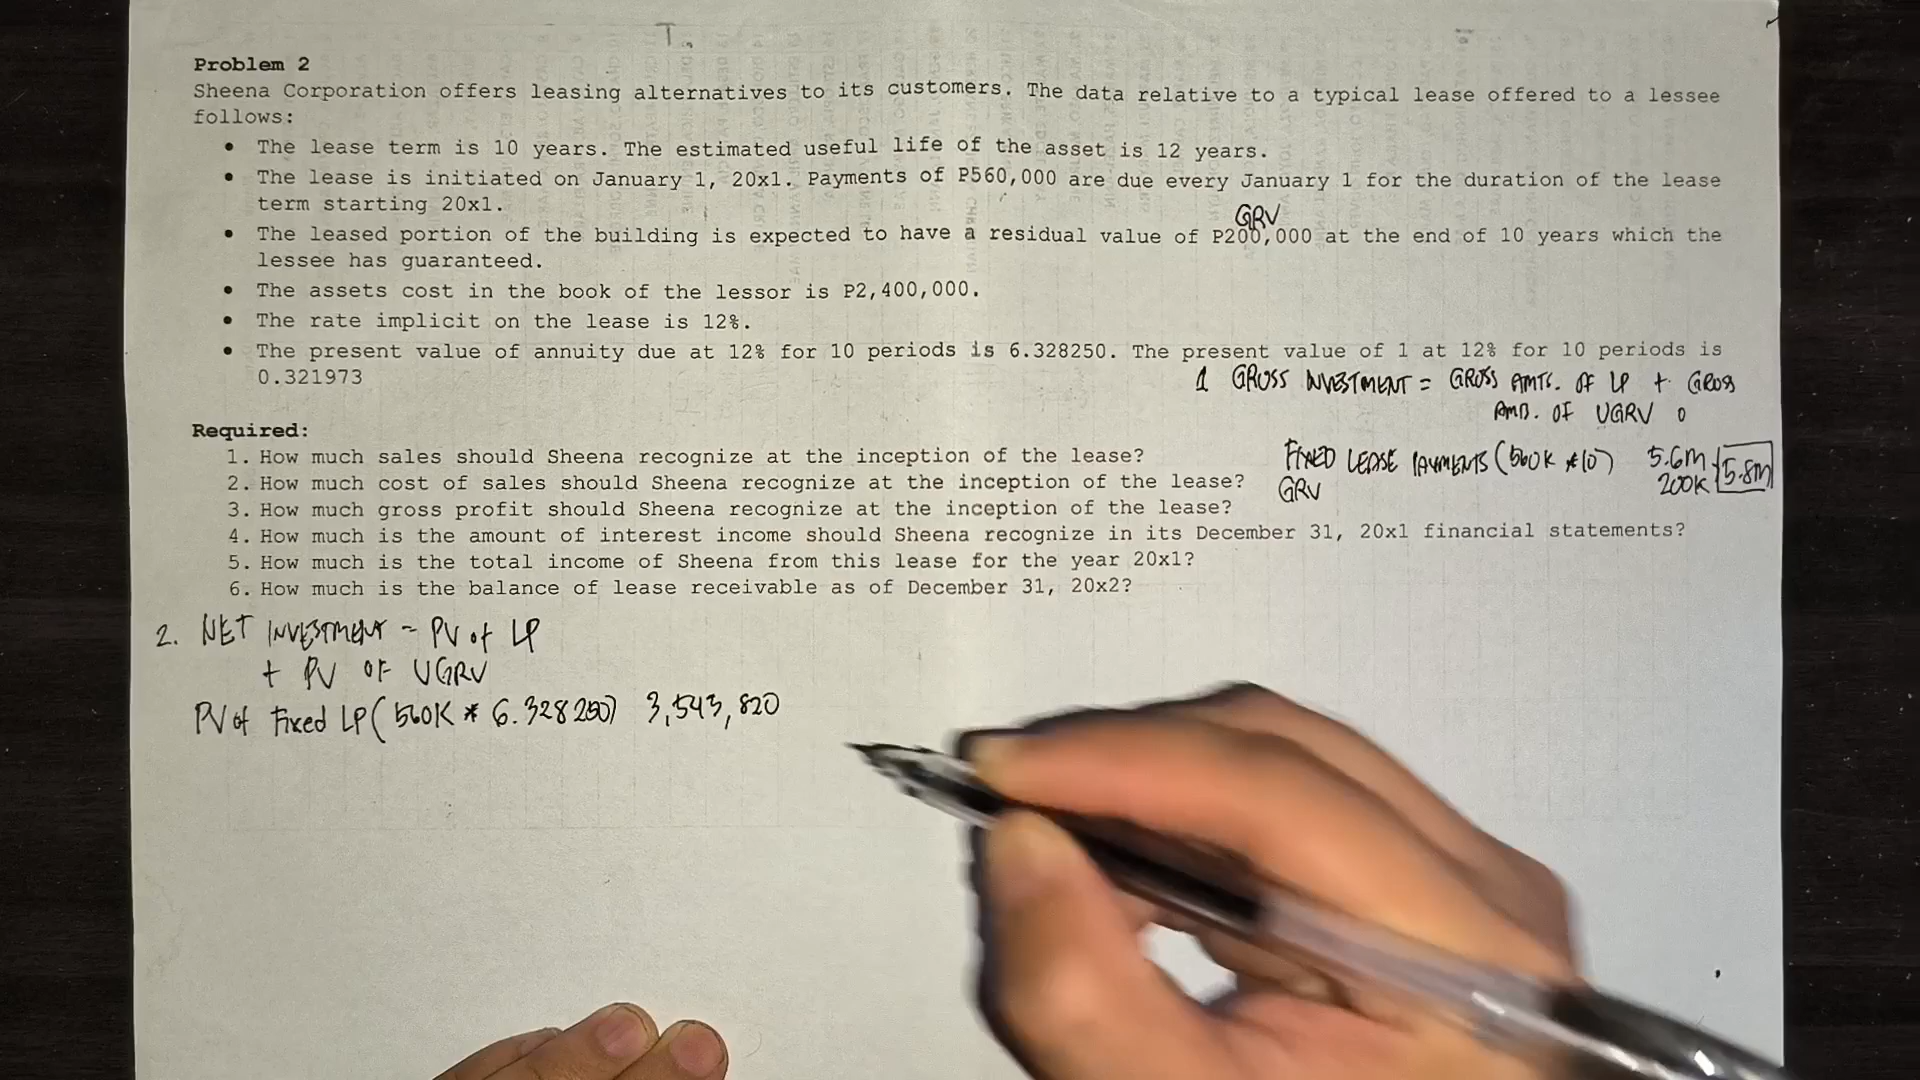 Problem 2
Sheena Corporation offers leasing alternatives to its customers. The data relative to a typical lease offered to a lessee
follows:
• The lease term is 10 years. The estimated useful life of the asset is 12 years.
• The lease is initiated on January 1, 20x1. Payments of P560,000 are due every January 1 for the duration of the lease
term starting 20x1.
GRV
• The leased portion of the building is expected to have a residual value of P200,000 at the end of 10 years which the
lessee has guaranteed.
• The assets cost in the book of the lessor is P2,400,000.
• The rate implicit on the lease is 12%.
• The present value of annuity due at 12% for 10 periods is 6.328250. The present value of 1 at 12% for 10 periods is
0.321973
1 GROSS INVESTMENT = GROSS AMTS. OF LP + GROSS
AMD. OF UGRV 0
Required:
1. How much sales should Sheena recognize at the inception of the lease?
2. How much cost of sales should Sheena recognize at the inception of the lease?
3. How much gross profit should Sheena recognize at the inception of the lease?
4. How much is the amount of interest income should Sheena recognize in its December 31, 20x1 financial statements?
5. How much is the total income of Sheena from this lease for the year 20x1?
6. How much is the balance of lease receivable as of December 31, 20x2?
FIXED LEASE PAYMENTS (560K * 10) 5.6M
GRV 200K 5.8M
2. NET INVESTMENT - PV of LP
+ PV OF UGRV
PV of Fixed LP (560K * 6.328250) 3,543,820